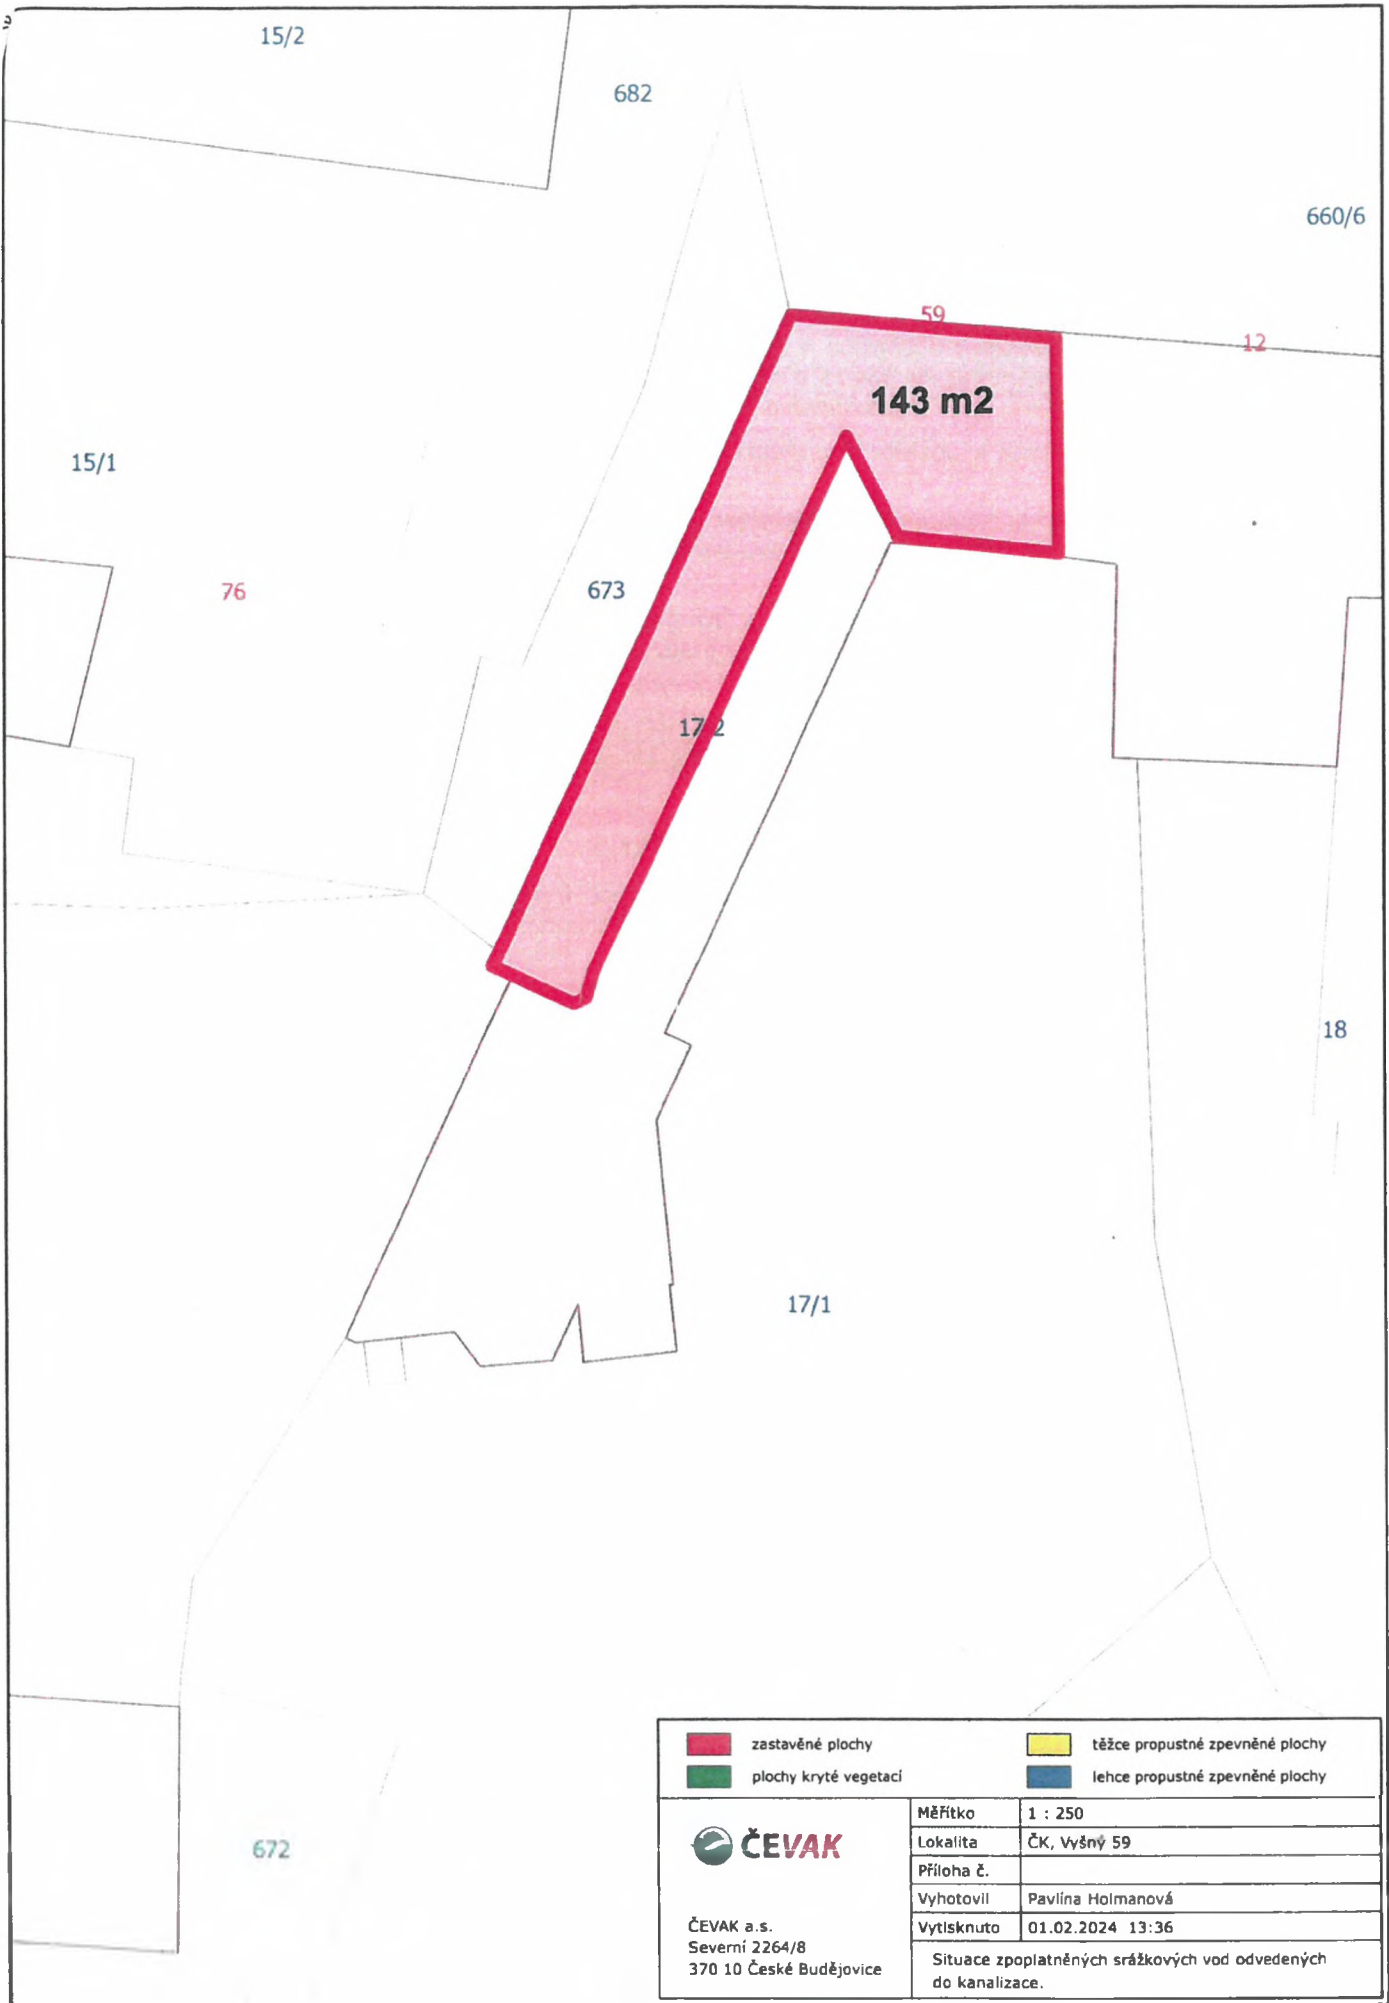 15/2
682
660/6
59
12
143 m2
15/1
76
673
17/2
18
17/1
672
zastavěné plochy
těžce propustné zpevněné plochy
plochy kryté vegetací
lehce propustné zpevněné plochy
ČEVAK
ČEVAK a.s.
Severní 2264/8
370 10 České Budějovice
Měřítko 1 : 250
Lokalita ČK, Vyšný 59
Příloha č.
Vyhotovil Pavlína Holmanová
Vytisknuto 01.02.2024 13:36
Situace zpoplatněných srážkových vod odvedených
do kanalizace.